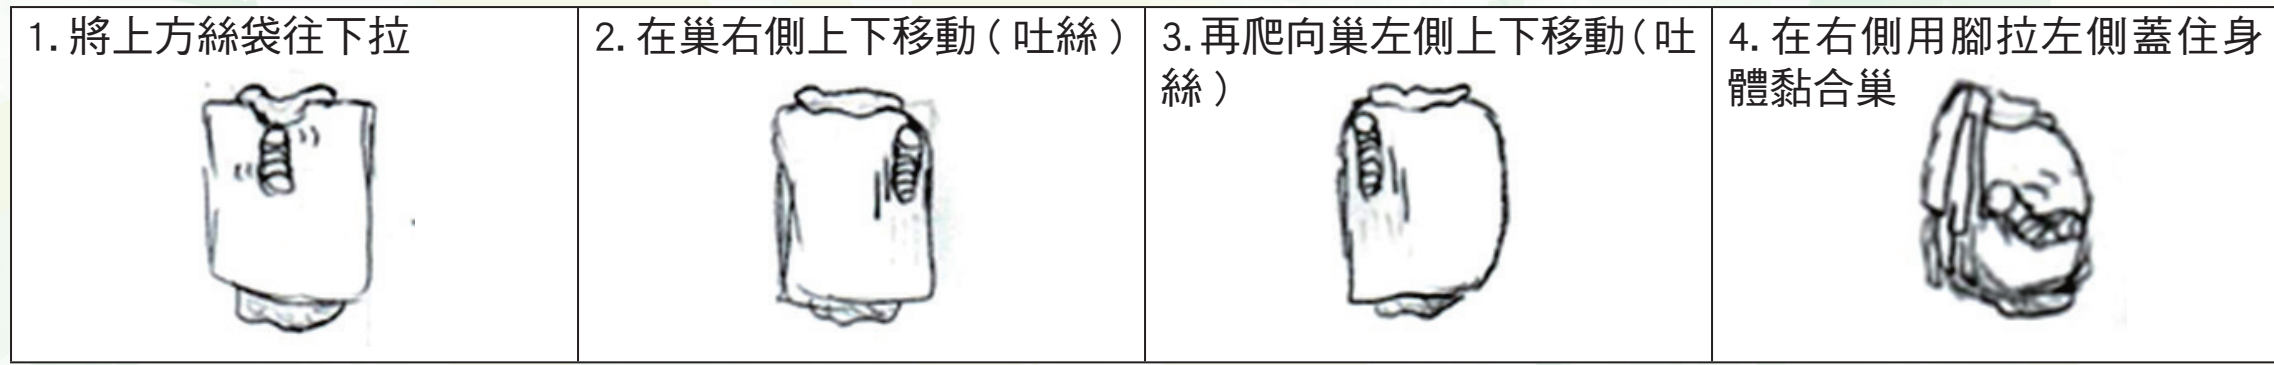 1.將上方絲袋往下拉
2.在巢右側上下移動(吐絲)
3.再爬向巢左側上下移動(吐
絲)
4.在右側用腳拉左側蓋住身
體黏合巢